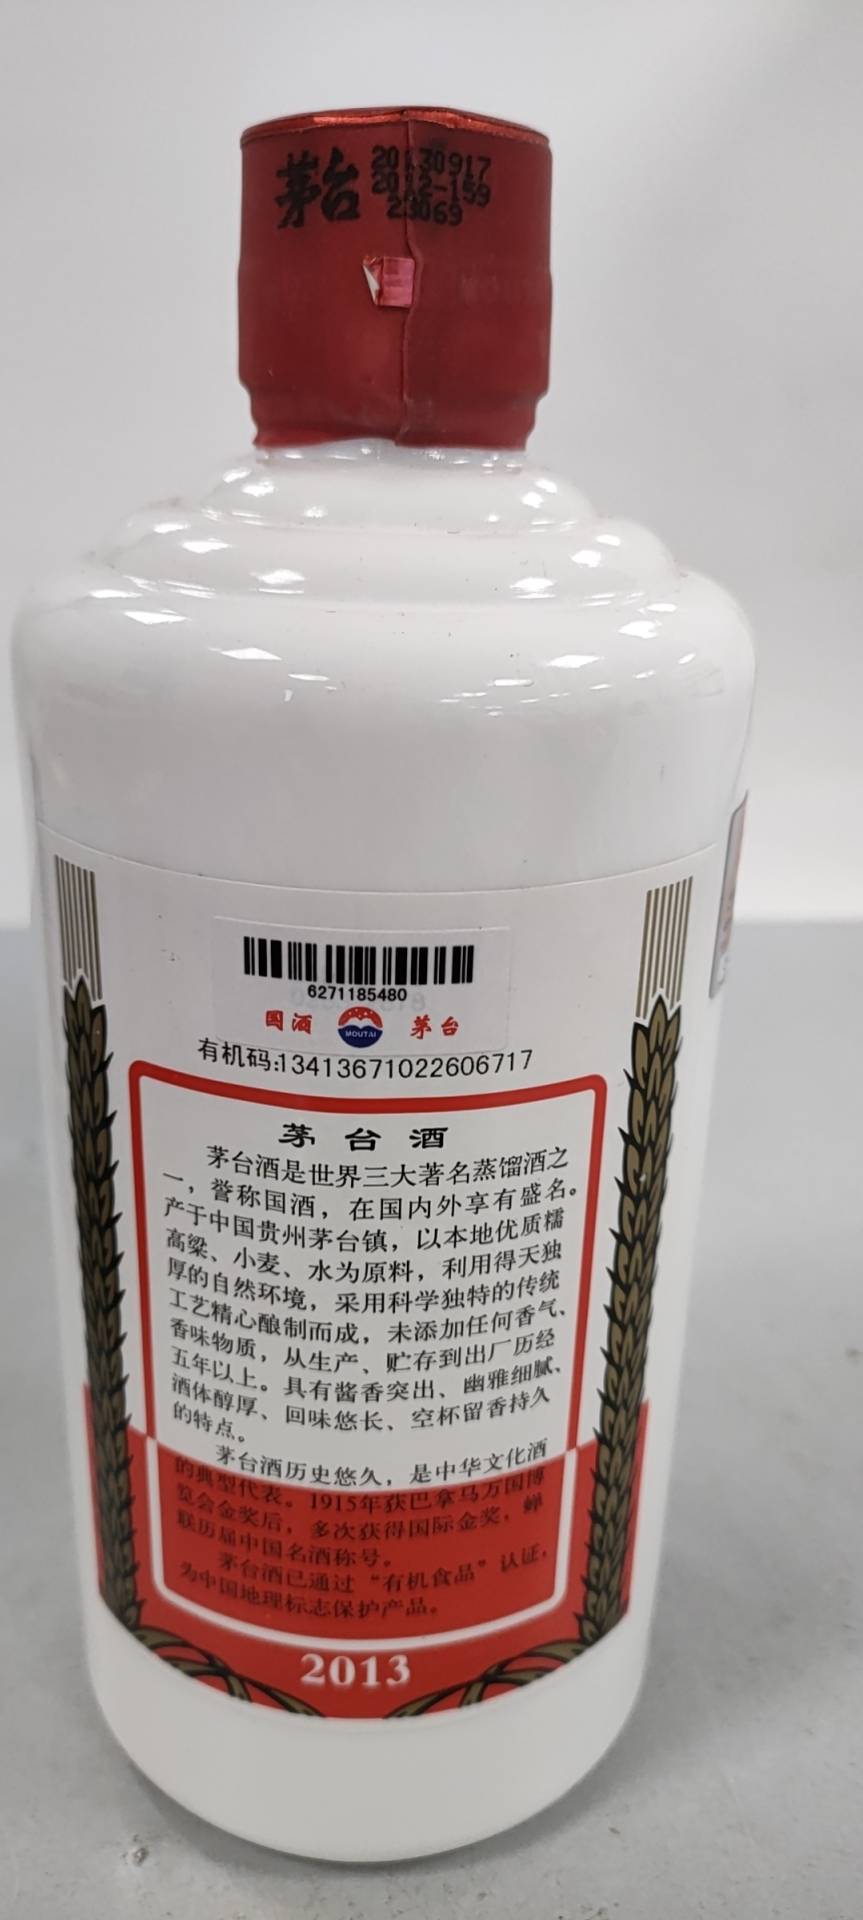 茅台
20130917
2012-159
23069
6271185480
国酒 MOUTAI 茅台
有机码:13413671022606717
茅台酒
茅台酒是世界三大著名蒸馏酒之
一，誉称国酒，在国内外享有盛名。
产于中国贵州茅台镇，以本地优质糯
高粱、小麦、水为原料，利用得天独
厚的自然环境，采用科学独特的传统
工艺精心酿制而成，未添加任何香气、
香味物质，从生产、贮存到出厂历经
五年以上。具有酱香突出、幽雅细腻、
酒体醇厚、回味悠长、空杯留香持久
的特点。
茅台酒历史悠久，是中华文化酒
的典型代表。1915年获巴拿马万国博
览会金奖后，多次获得国际金奖，蝉
联历届中国名酒称号。
茅台酒已通过“有机食品”认证，
为中国地理标志保护产品。
2013